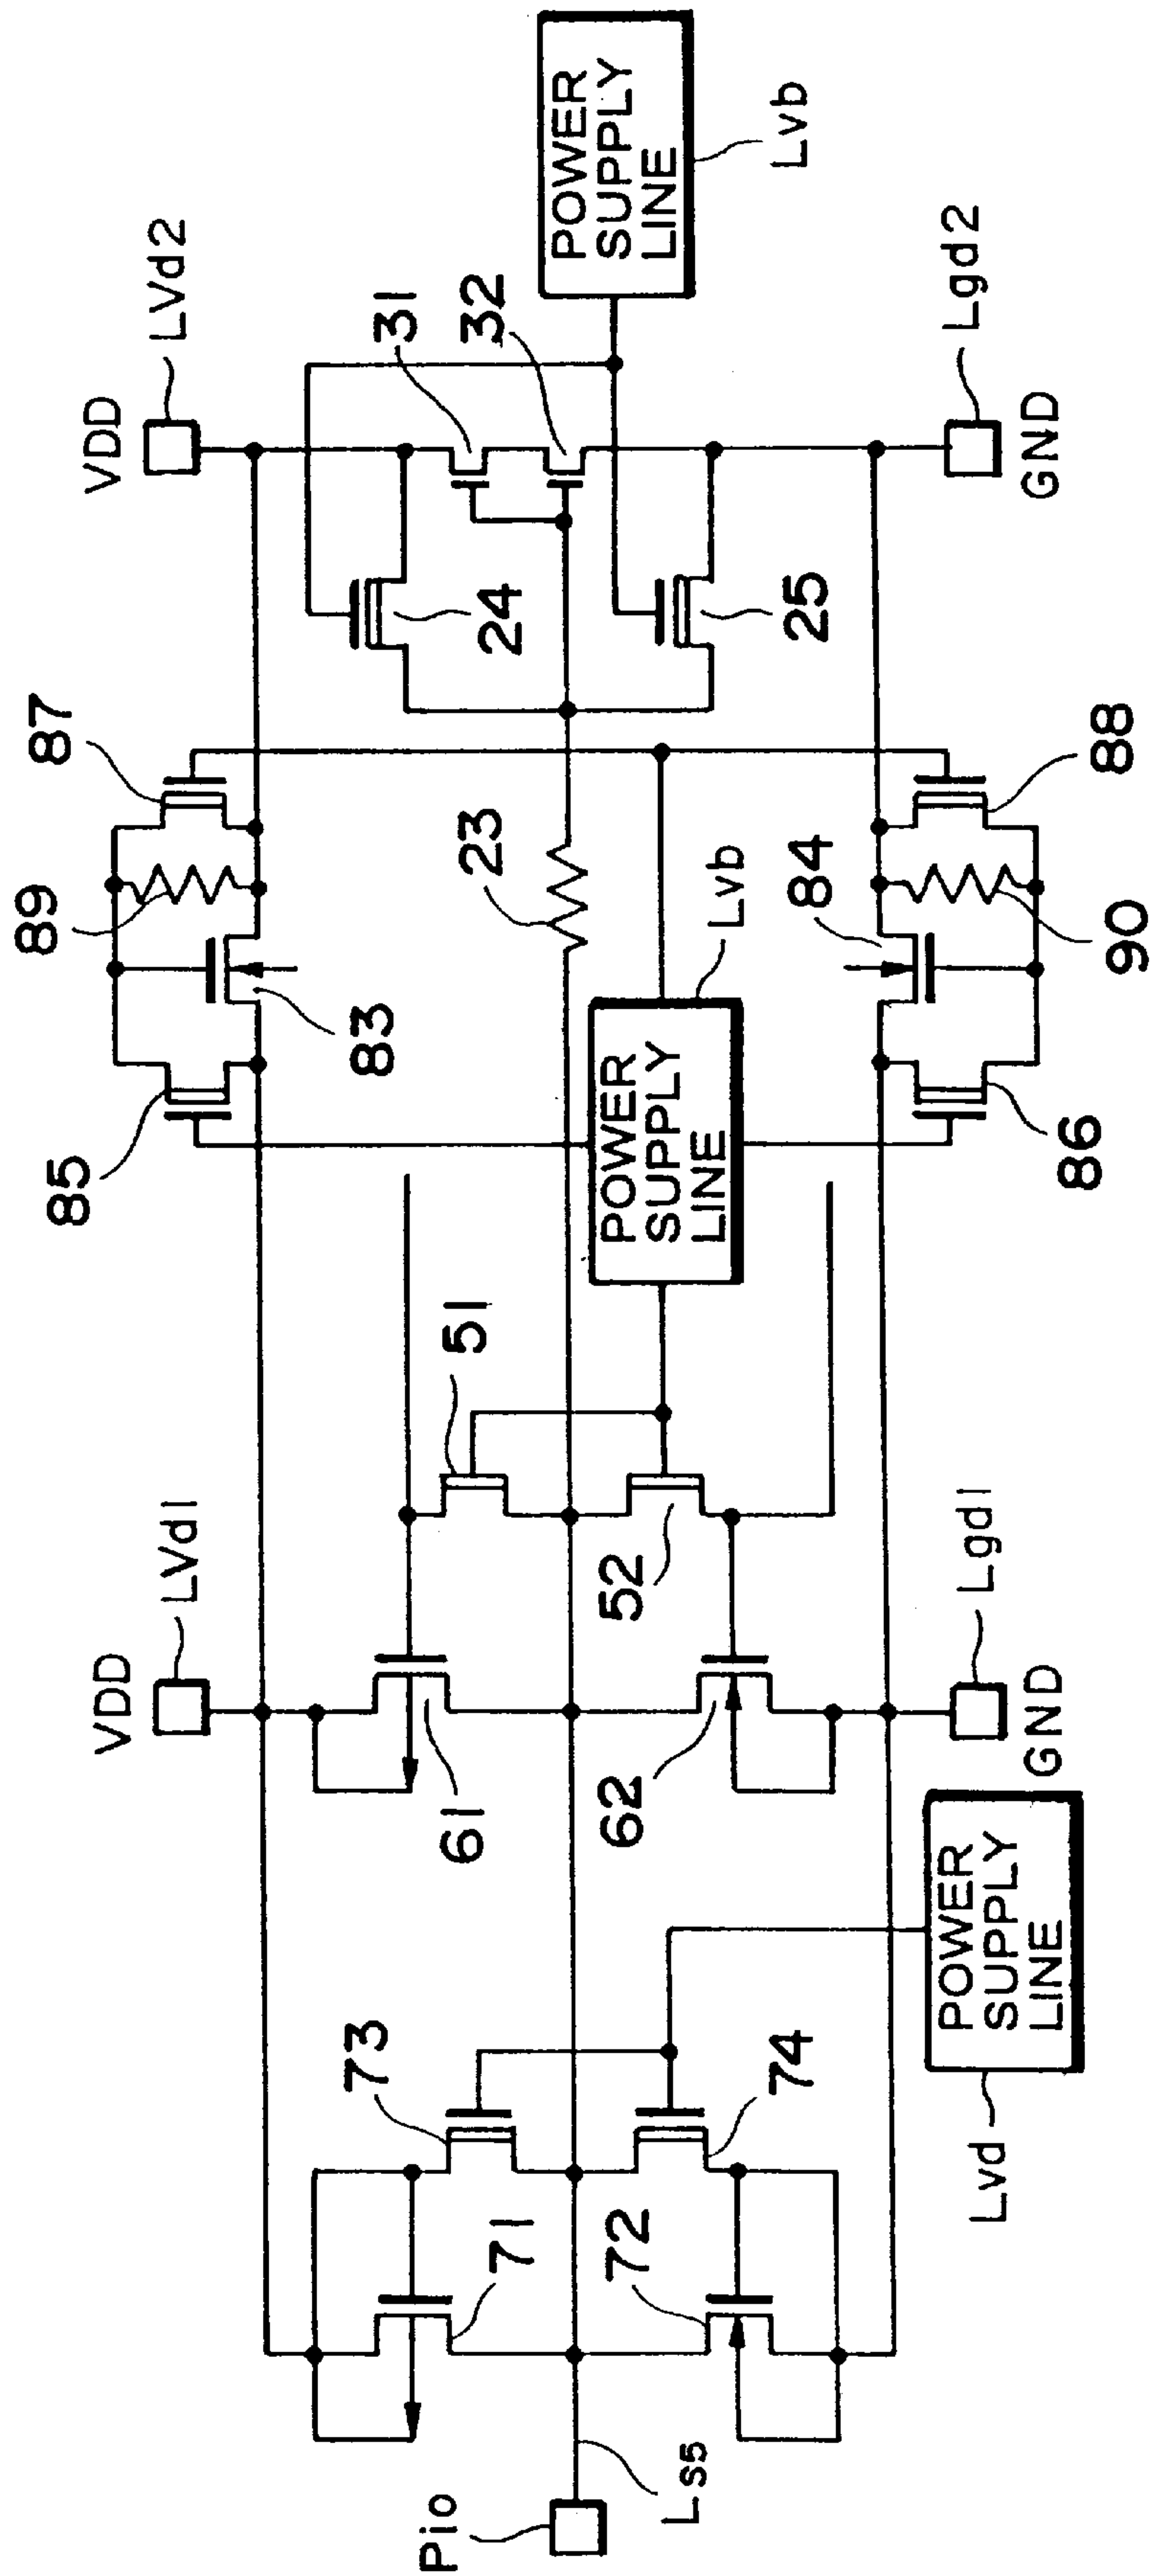 VDD
LVd2
POWER
SUPPLY
LINE
Lvb
31
32
24
25
Lgd2
GND
87
89
83
85
23
POWER
SUPPLY
LINE
Lvb
88
84
90
86
VDD
LVd1
51
52
61
62
Lgd1
GND
73
71
74
72
POWER
SUPPLY
LINE
Lvd
Pio
Ls5